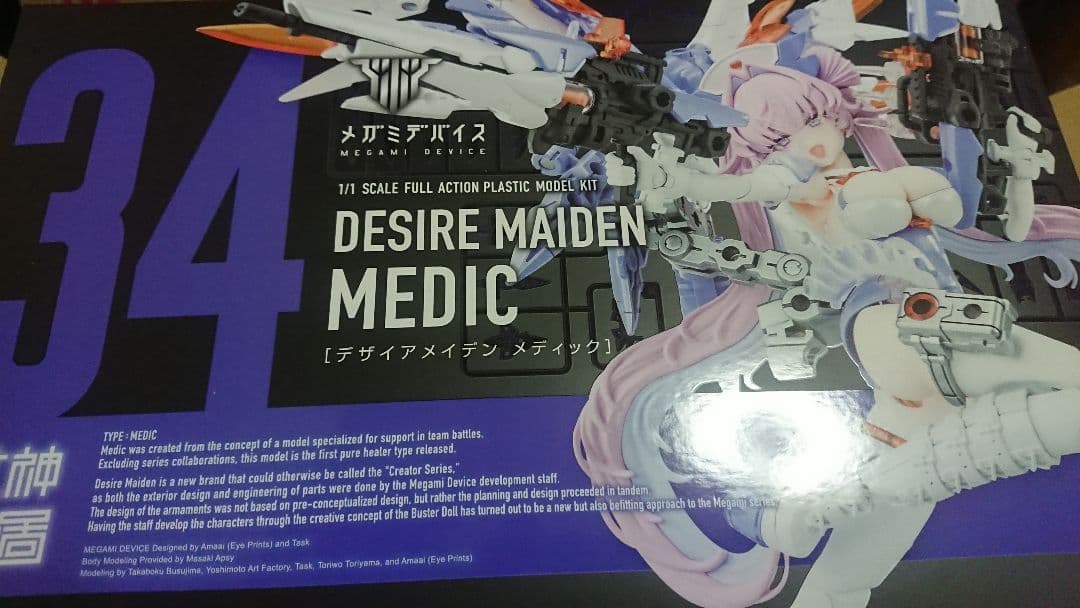 34
メガミデバイス
MEGAMI DEVICE
1/1 SCALE FULL ACTION PLASTIC MODEL KIT
DESIRE MAIDEN
MEDIC
[デザイアメイデン メディック]
TYPE : MEDIC
Medic was created from the concept of a model specialized for support in team battles.
Excluding series collaborations, this model is the first pure healer type released.
Desire Maiden is a new brand that could otherwise be called the "Creator Series,"
as both the exterior design and engineering of parts were done by the Megami Device development staff.
The design of the armaments was not based on pre-conceptualized design, but rather the planning and design proceeded in tandem.
Having the staff develop the characters through the creative concept of the Buster Doll has turned out to be a new but also befitting approach to the Megami series.
神
MEGAMI DEVICE Designed by Amaai (Eye Prints) and Task
Body Modeling Provided by Masaki Apsy
Modeling by Takaboku Busujima, Yoshimoto Art Factory, Task, Toriwo Toriyama, and Amaai (Eye Prints)